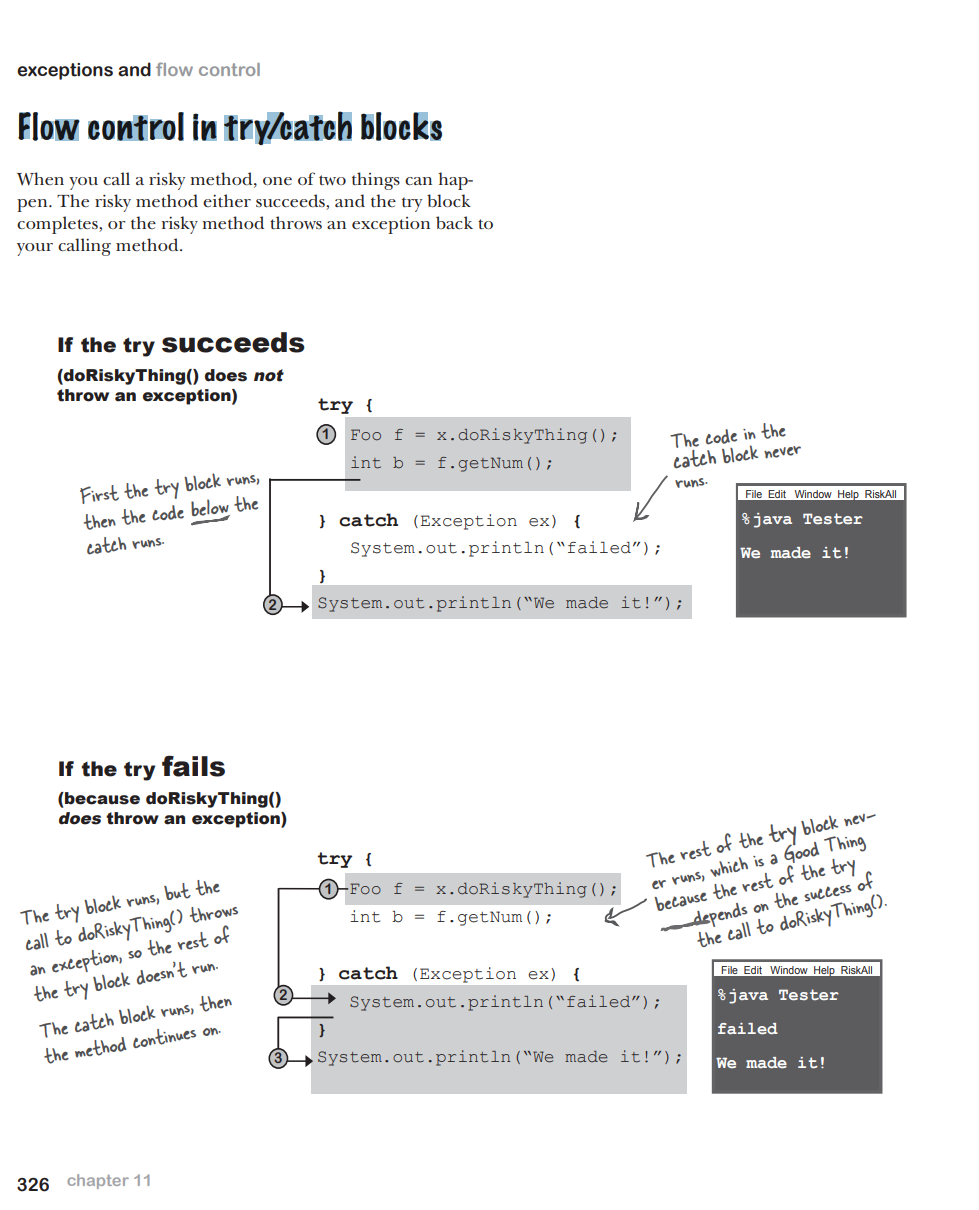 exceptions and flow control
Flow control in try/catch blocks
When you call a risky method, one of two things can hap-
pen. The risky method either succeeds, and the try block
completes, or the risky method throws an exception back to
your calling method.
If the try succeeds
(doRiskyThing() does not
throw an exception)
try {
1
Foo f = x.doRiskyThing();
int b = f.getNum();
The code in the
catch block never
runs.
First the try block runs,
then the code below the
catch runs.
} catch (Exception ex) {
System.out.println(“failed”);
}
2
System.out.println(“We made it!”);
File Edit Window Help RiskAll
%java Tester
We made it!
If the try fails
(because doRiskyThing()
does throw an exception)
try {
1
Foo f = x.doRiskyThing();
int b = f.getNum();
The rest of the try block nev-
er runs, which is a Good Thing
because the rest of the try
depends on the success of
the call to doRiskyThing().
The try block runs, but the
call to doRiskyThing() throws
an exception, so the rest of
the try block doesn't run.
The catch block runs, then
the method continues on.
} catch (Exception ex) {
2
System.out.println(“failed”);
}
3
System.out.println(“We made it!”);
File Edit Window Help RiskAll
%java Tester
failed
We made it!
326 chapter 11